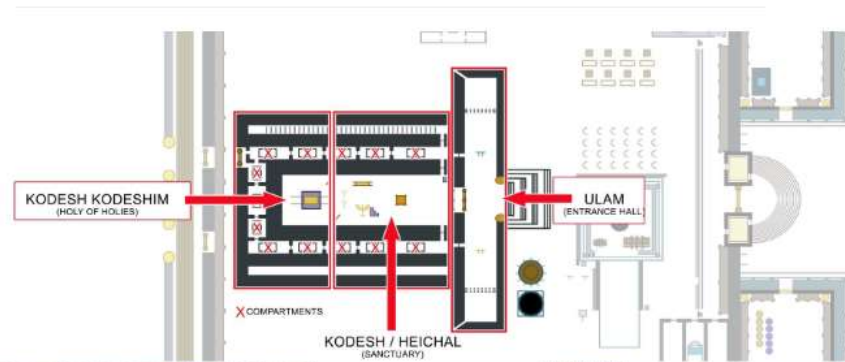 KODESH KODESHIM
(HOLY OF HOLIES)
ULAM
(ENTRANCE HALL)
X COMPARTMENTS
KODESH / HEICHAL
(SANCTUARY)